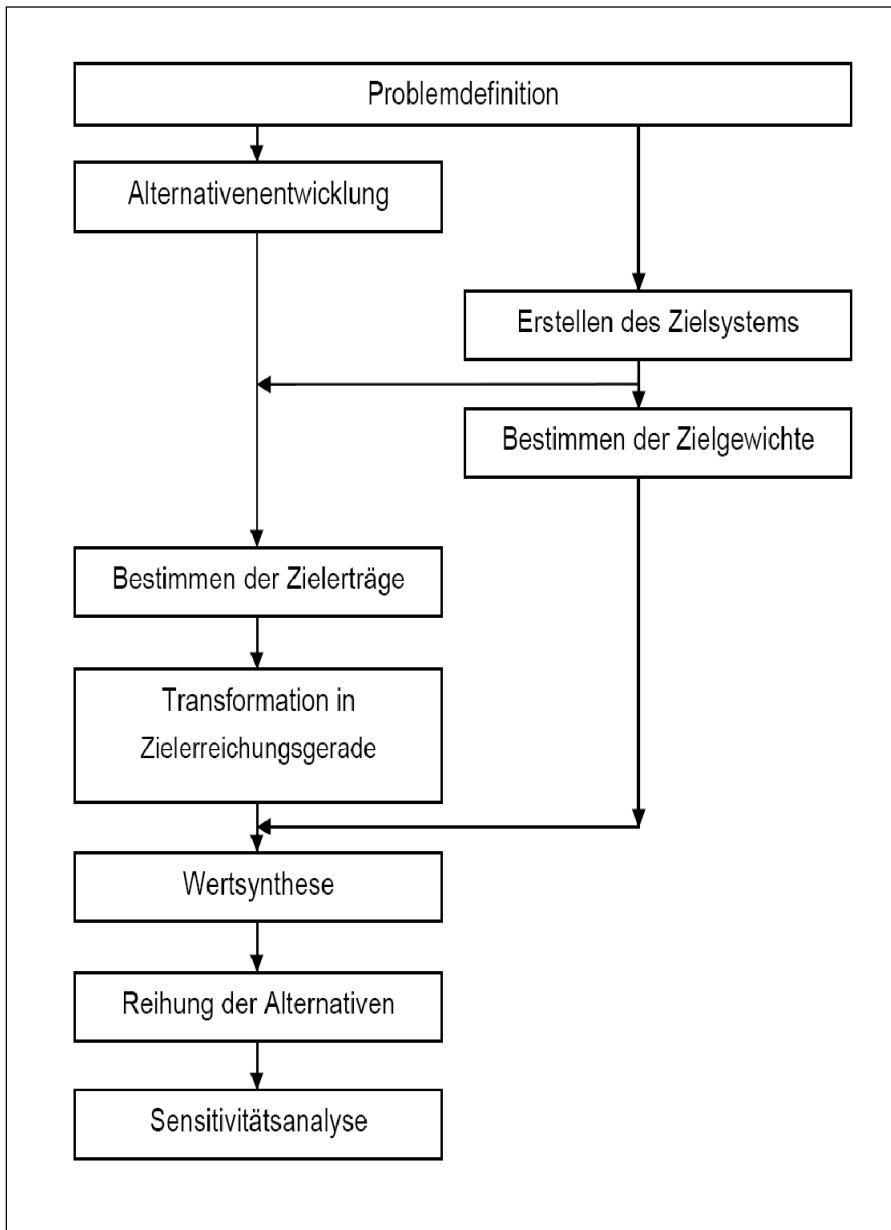 Problemdefinition
Alternativenentwicklung
Erstellen des Zielsystems
Bestimmen der Zielgewichte
Bestimmen der Zielerträge
Transformation in
Zielerreichungsgerade
Wertsynthese
Reihung der Alternativen
Sensitivitätsanalyse